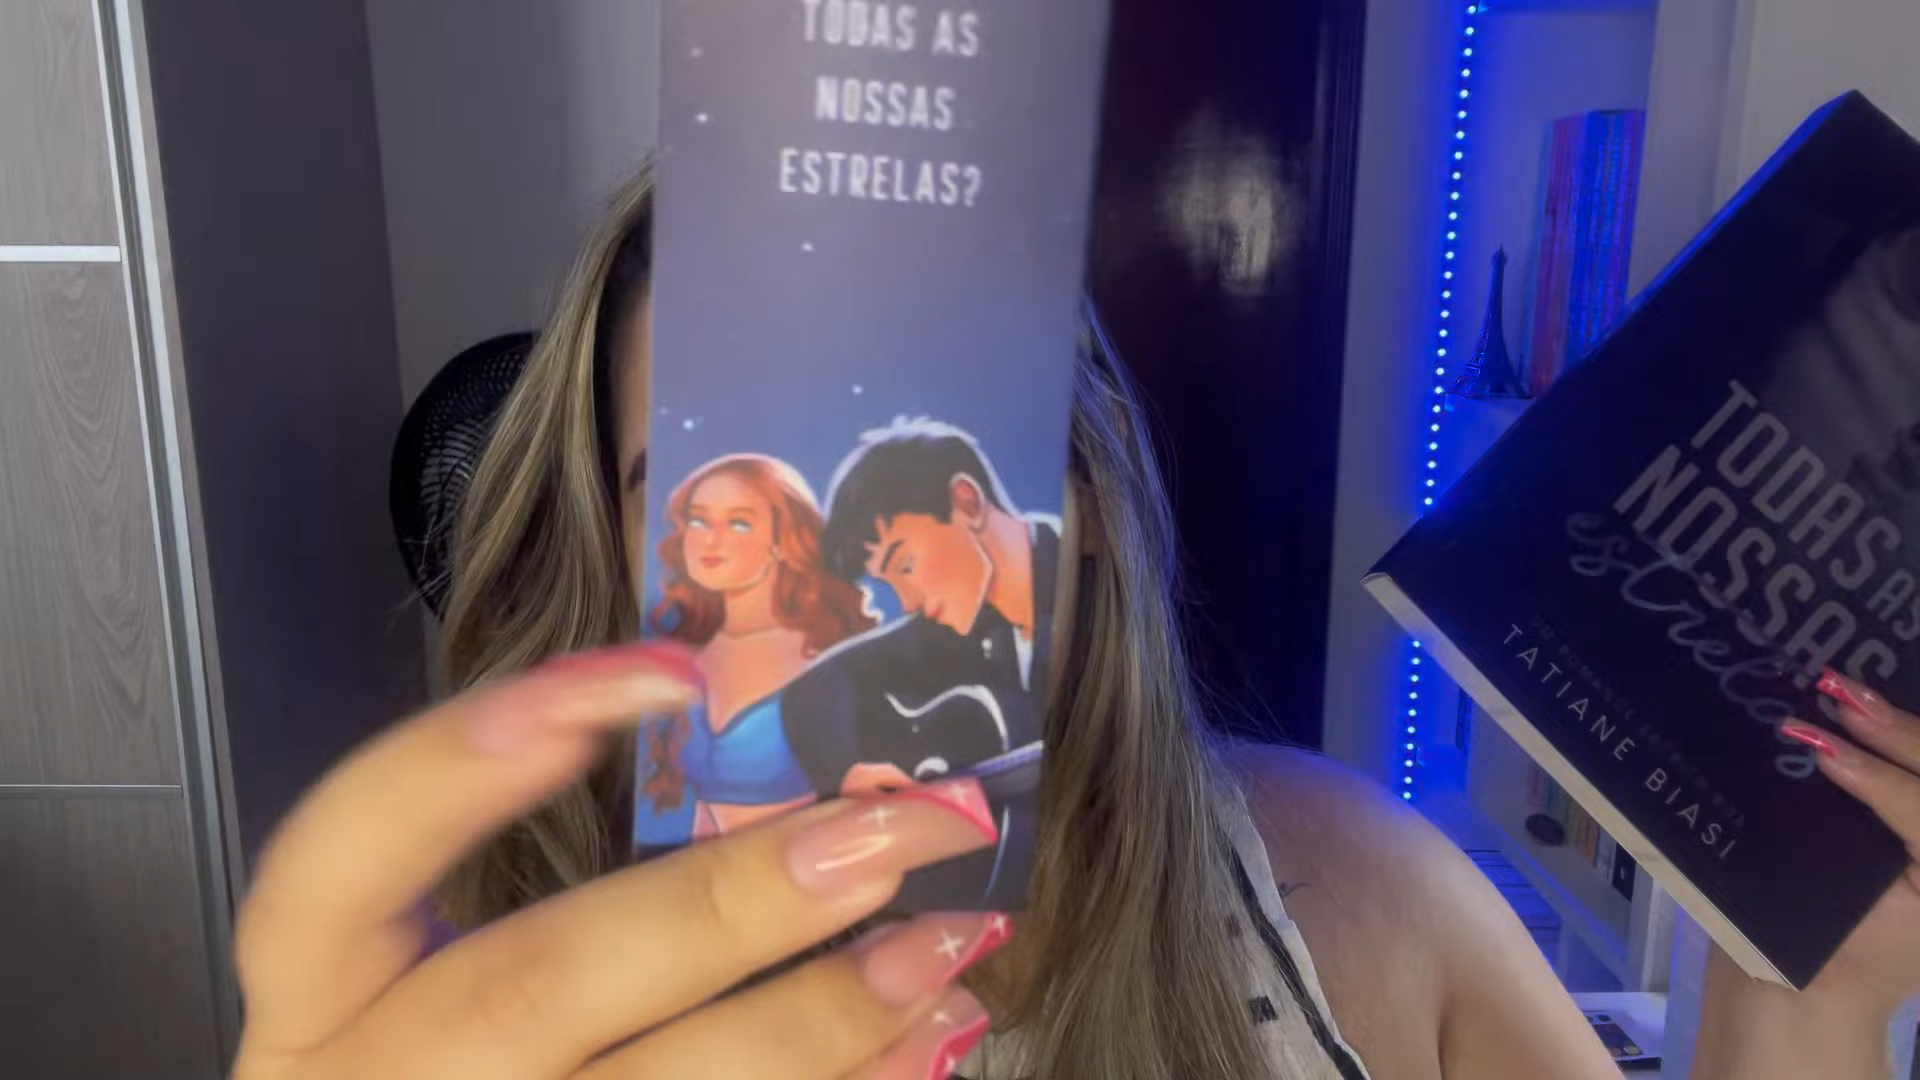 TODAS AS
NOSSAS
ESTRELAS?
TODAS AS
NOSSAS
estrelas
TATIANE BIASI